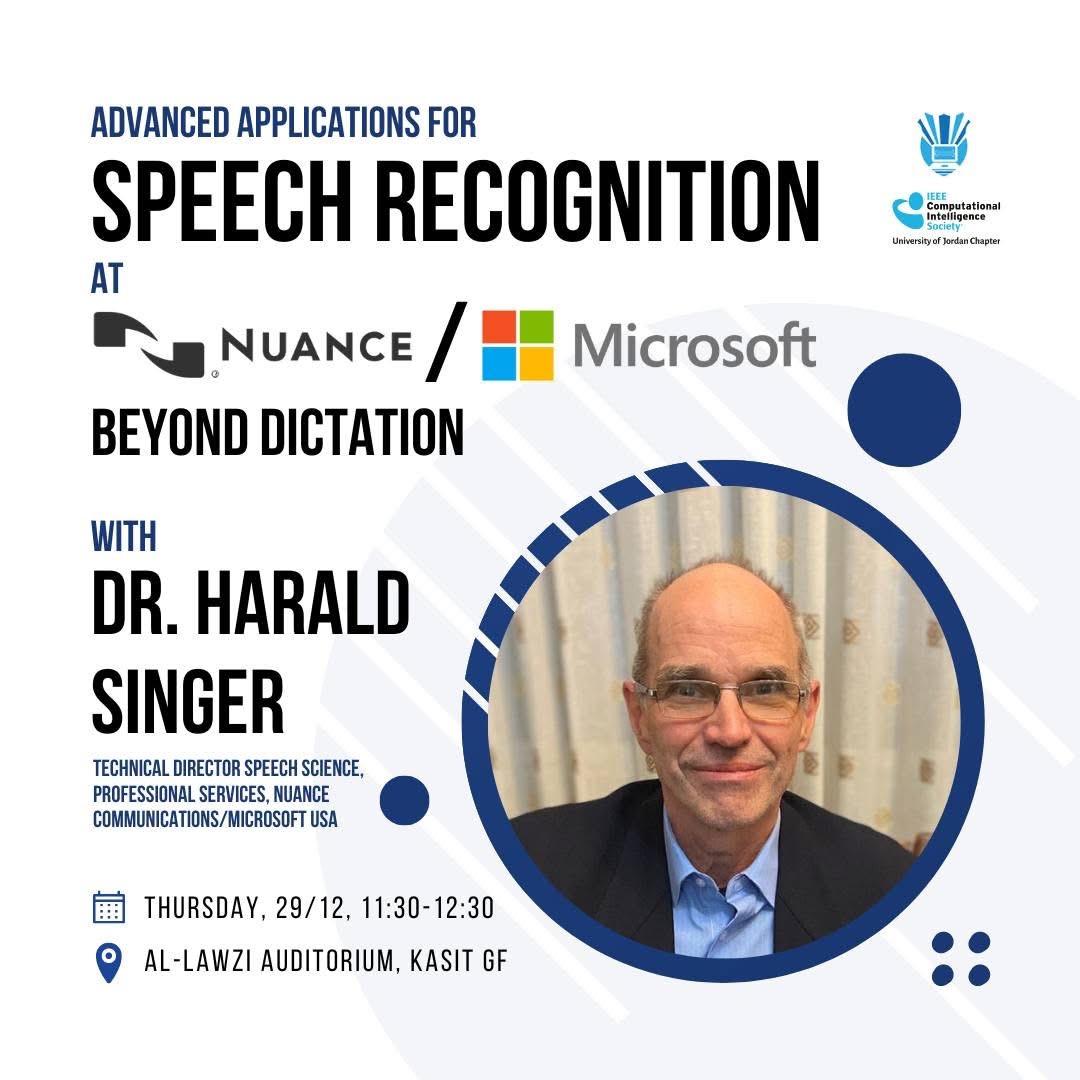 ADVANCED APPLICATIONS FOR
SPEECH RECOGNITION
AT
NUANCE / Microsoft
BEYOND DICTATION
WITH
DR. HARALD
SINGER
TECHNICAL DIRECTOR SPEECH SCIENCE,
PROFESSIONAL SERVICES, NUANCE
COMMUNICATIONS/MICROSOFT USA
THURSDAY, 29/12, 11:30-12:30
AL-LAWZI AUDITORIUM, KASIT GF
IEEE
Computational
Intelligence
Society
University of Jordan Chapter